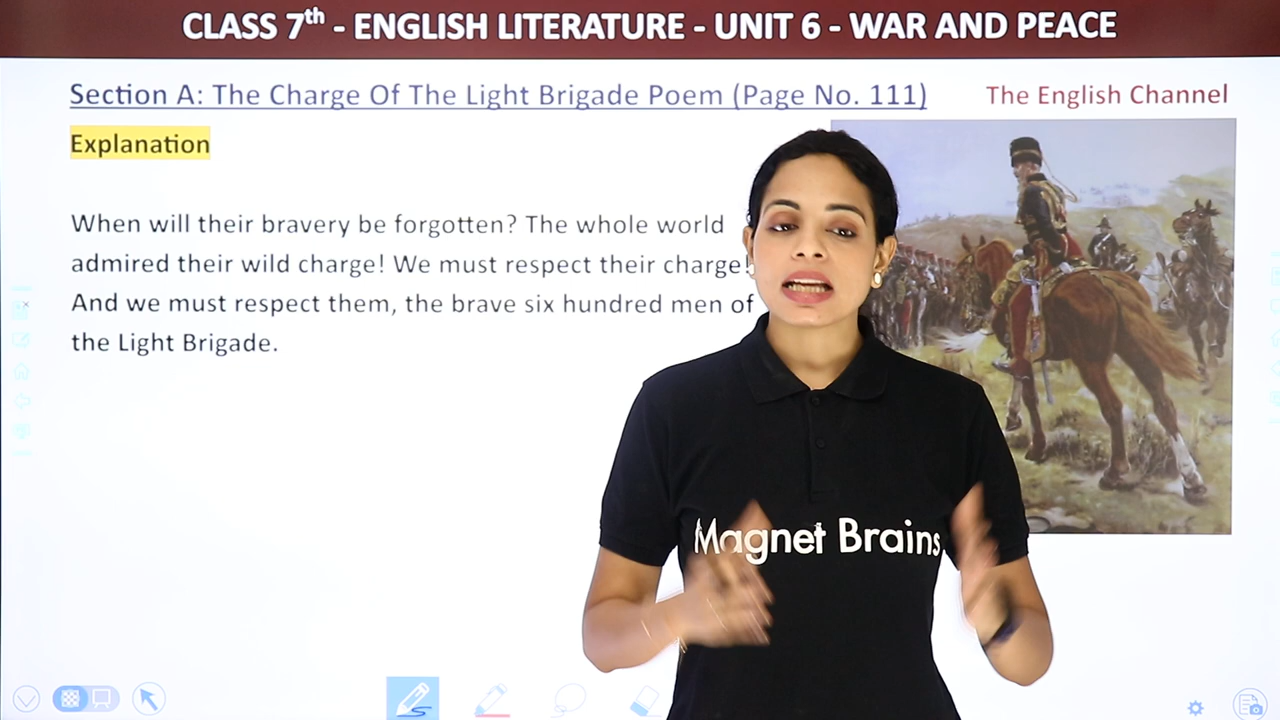 CLASS 7th - ENGLISH LITERATURE - UNIT 6 - WAR AND PEACE
Section A: The Charge Of The Light Brigade Poem (Page No. 111)
The English Channel
Explanation
When will their bravery be forgotten? The whole world
admired their wild charge! We must respect their charge!
And we must respect them, the brave six hundred men of
the Light Brigade.
Magnet Brains